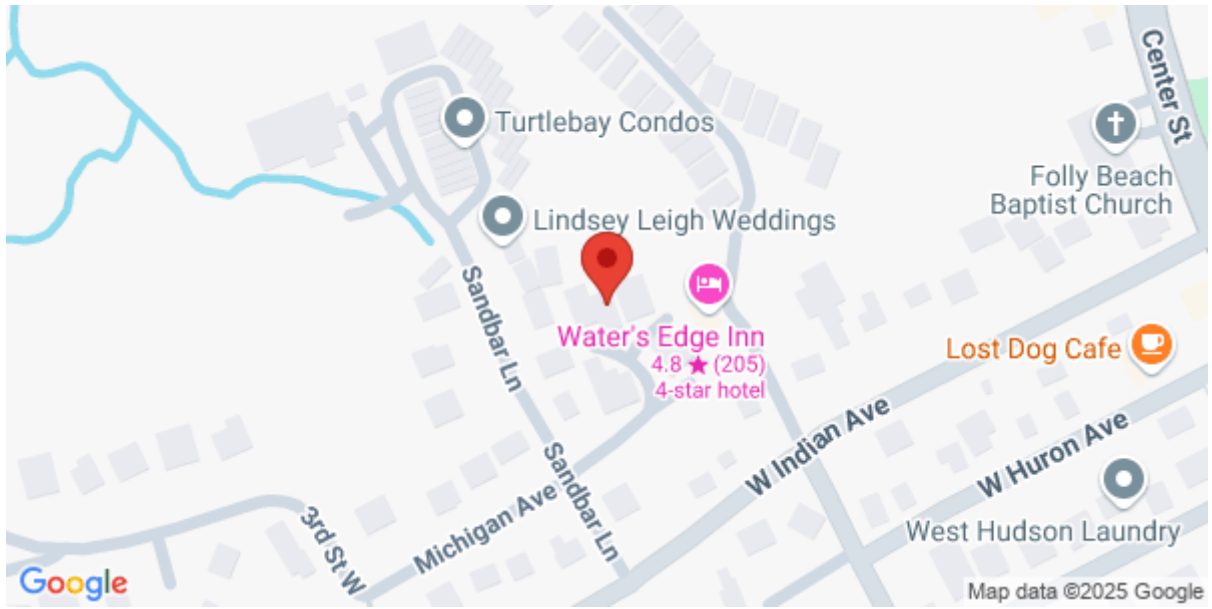 Center St
Turtlebay Condos
Folly Beach
Baptist Church
Lindsey Leigh Weddings
Sandbar Ln
Water's Edge Inn
4.8 ★ (205)
4-star hotel
Lost Dog Cafe
W Indian Ave
W Huron Ave
Sandbar Ln
Michigan Ave
3rd St W
West Hudson Laundry
Google
Map data ©2025 Google